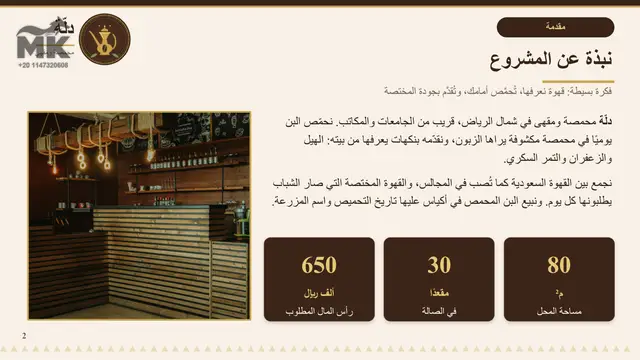 مقدمة
دلّة
MK
+20 1147320606
نبذة عن المشروع
فكرة بسيطة: قهوة نعرفها، تُحمَّص أمامك، وتُقدَّم بجودة المختصة
دلّة محمصة ومقهى في شمال الرياض، قريب من الجامعات والمكاتب. نحمّص البن
يوميًا في محمصة مكشوفة يراها الزبون، ونقدّمه بنكهات يعرفها من بيته: الهيل
والزعفران والتمر السكري.
نجمع بين القهوة السعودية كما تُصب في المجالس، والقهوة المختصة التي صار الشباب
يطلبونها كل يوم. ونبيع البن المحمص في أكياس عليها تاريخ التحميص واسم المزرعة.
80
م²
مساحة المحل
30
مقعدًا
في الصالة
650
ألف ريال
رأس المال المطلوب
2